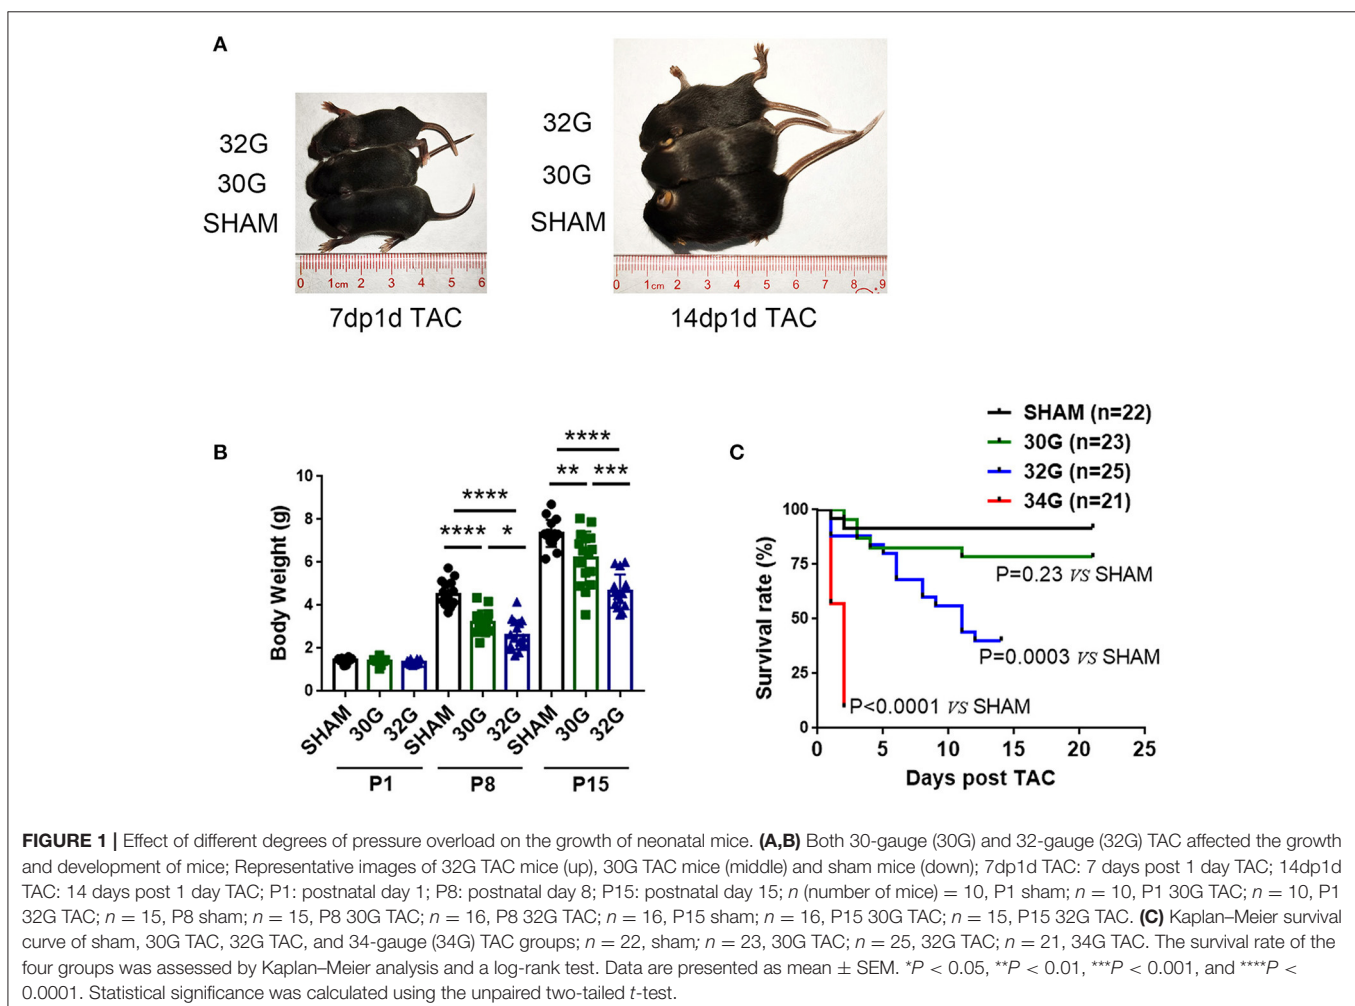 A
32G
30G
SHAM
0 1cm 2 3 4 5 6
7dp1d TAC
32G
30G
SHAM
0 1cm 2 3 4 5 6 7 8 9
14dp1d TAC
B
Body Weight (g)
10
8
6
4
2
0
**** * ****
** *** ****
SHAM 30G 32G SHAM 30G 32G SHAM 30G 32G
P1 P8 P15
C
SHAM (n=22)
30G (n=23)
32G (n=25)
34G (n=21)
Survival rate (%)
100
75
50
25
0
P=0.23 VS SHAM
P=0.0003 VS SHAM
P<0.0001 VS SHAM
0 5 10 15 20 25
Days post TAC
FIGURE 1 | Effect of different degrees of pressure overload on the growth of neonatal mice. (A,B) Both 30-gauge (30G) and 32-gauge (32G) TAC affected the growth
and development of mice; Representative images of 32G TAC mice (up), 30G TAC mice (middle) and sham mice (down); 7dp1d TAC: 7 days post 1 day TAC; 14dp1d
TAC: 14 days post 1 day TAC; P1: postnatal day 1; P8: postnatal day 8; P15: postnatal day 15; n (number of mice) = 10, P1 sham; n = 10, P1 30G TAC; n = 10, P1
32G TAC; n = 15, P8 sham; n = 15, P8 30G TAC; n = 16, P8 32G TAC; n = 16, P15 sham; n = 16, P15 30G TAC; n = 15, P15 32G TAC. (C) Kaplan–Meier survival
curve of sham, 30G TAC, 32G TAC, and 34-gauge (34G) TAC groups; n = 22, sham; n = 23, 30G TAC; n = 25, 32G TAC; n = 21, 34G TAC. The survival rate of the
four groups was assessed by Kaplan–Meier analysis and a log-rank test. Data are presented as mean ± SEM. *P < 0.05, **P < 0.01, ***P < 0.001, and ****P <
0.0001. Statistical significance was calculated using the unpaired two-tailed t-test.